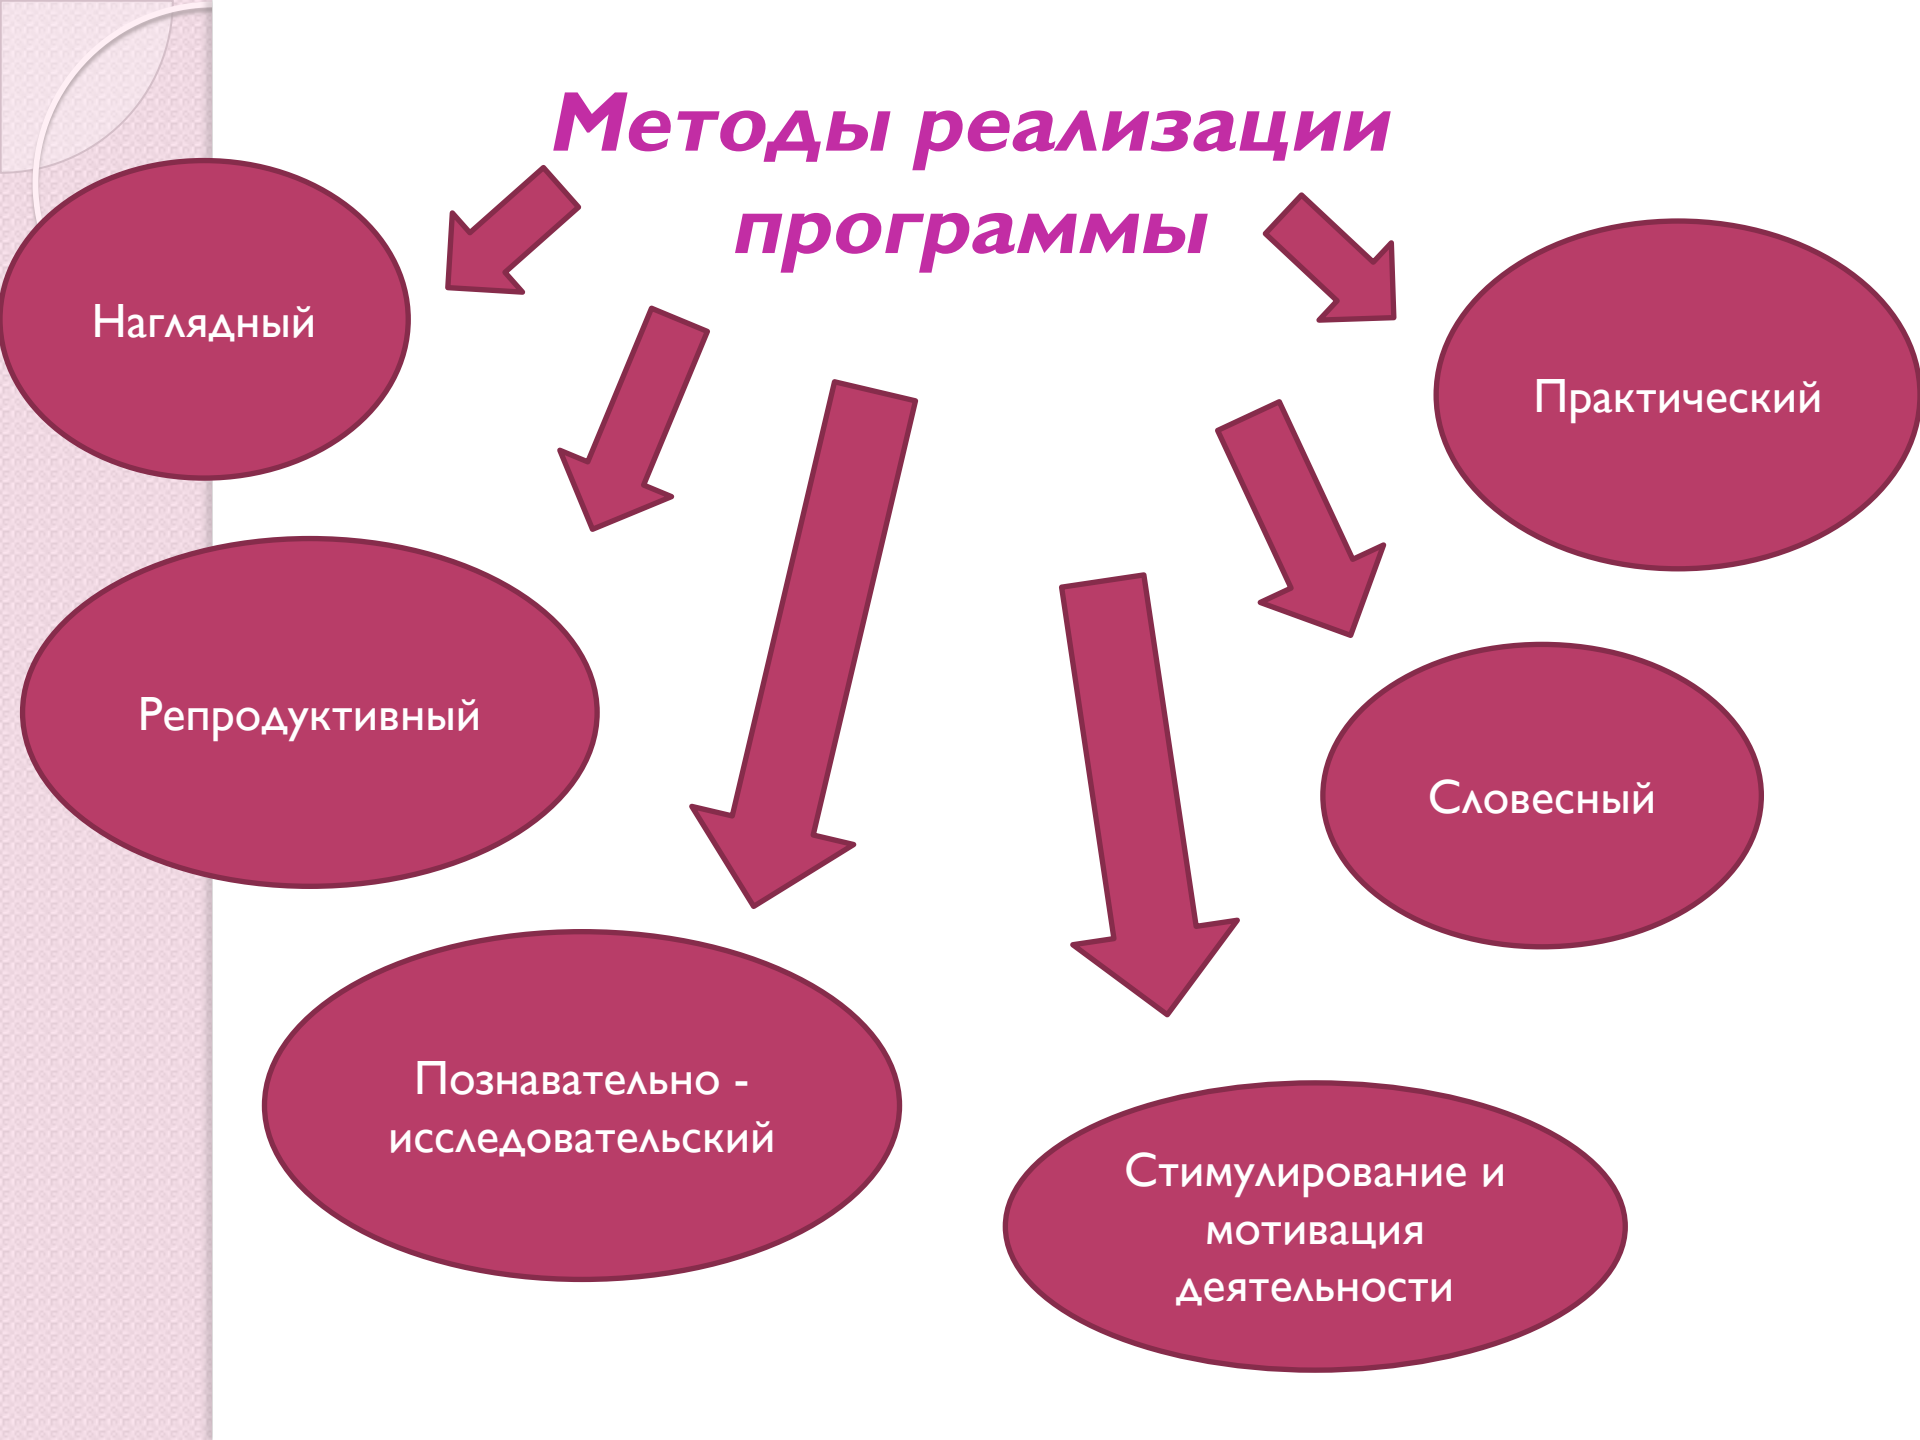 Методы реализации
программы
Наглядный
Практический
Репродуктивный
Словесный
Познавательно -
исследовательский
Стимулирование и
мотивация
деятельности